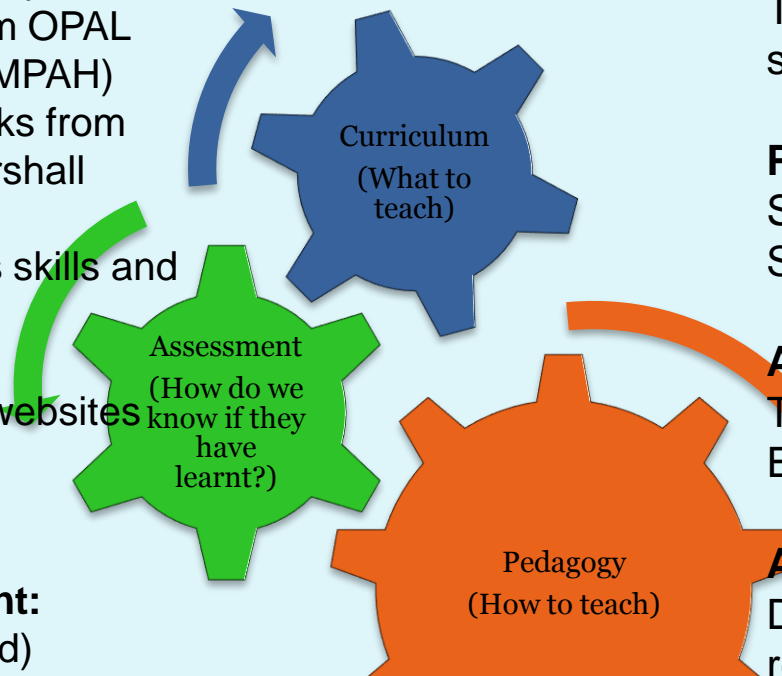 m OPAL
MPAH)
ks from
rshall
s skills and
websites
nt:
d)
Curriculum
(What to
teach)
Assessment
(How do we
know if they
have
learnt?)
Pedagogy
(How to teach)
s
S
S
A
T
E
A
D
re